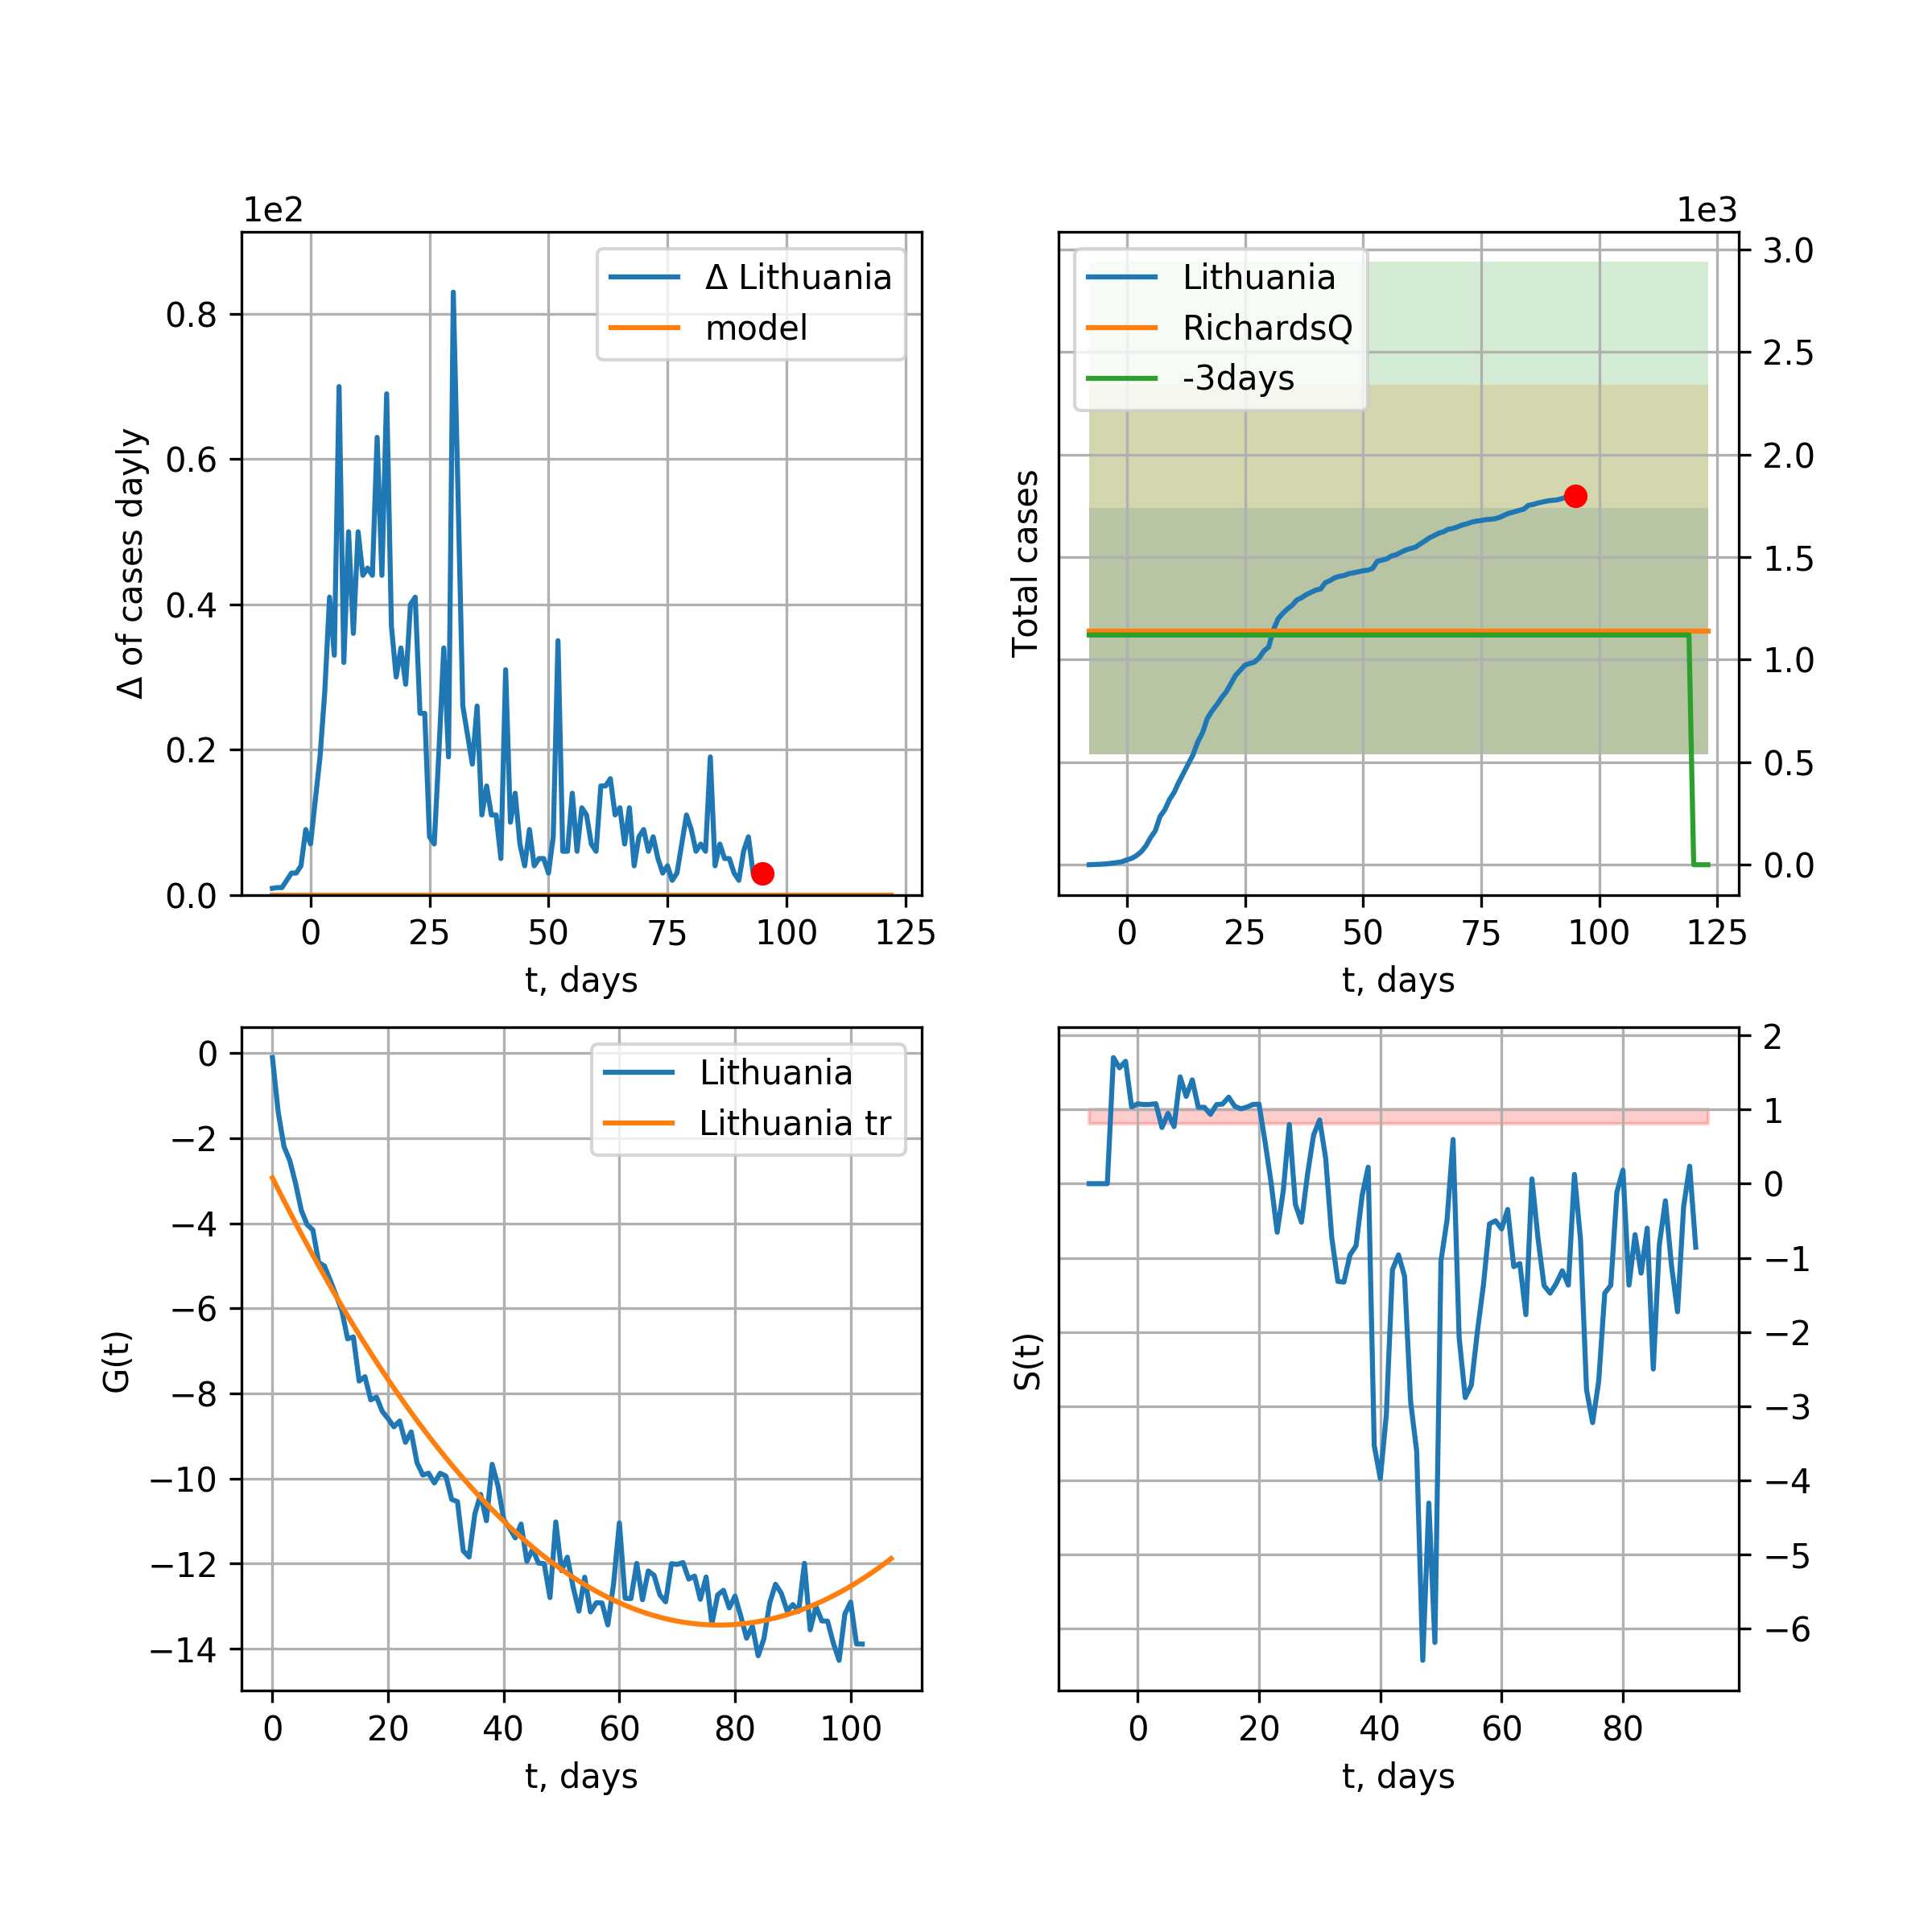 1e2
Δ Lithuania
model
0.8
0.6
0.4
0.2
0.0
Δ of cases dayly
0 25 50 75 100 125
t, days
1e3
Lithuania
RichardsQ
-3days
3.0
2.5
2.0
1.5
1.0
0.5
0.0
Total cases
0 25 50 75 100 125
t, days
Lithuania
Lithuania tr
0
−2
−4
−6
−8
−10
−12
−14
G(t)
0 20 40 60 80 100
t, days
2
1
0
−1
−2
−3
−4
−5
−6
S(t)
0 20 40 60 80
t, days